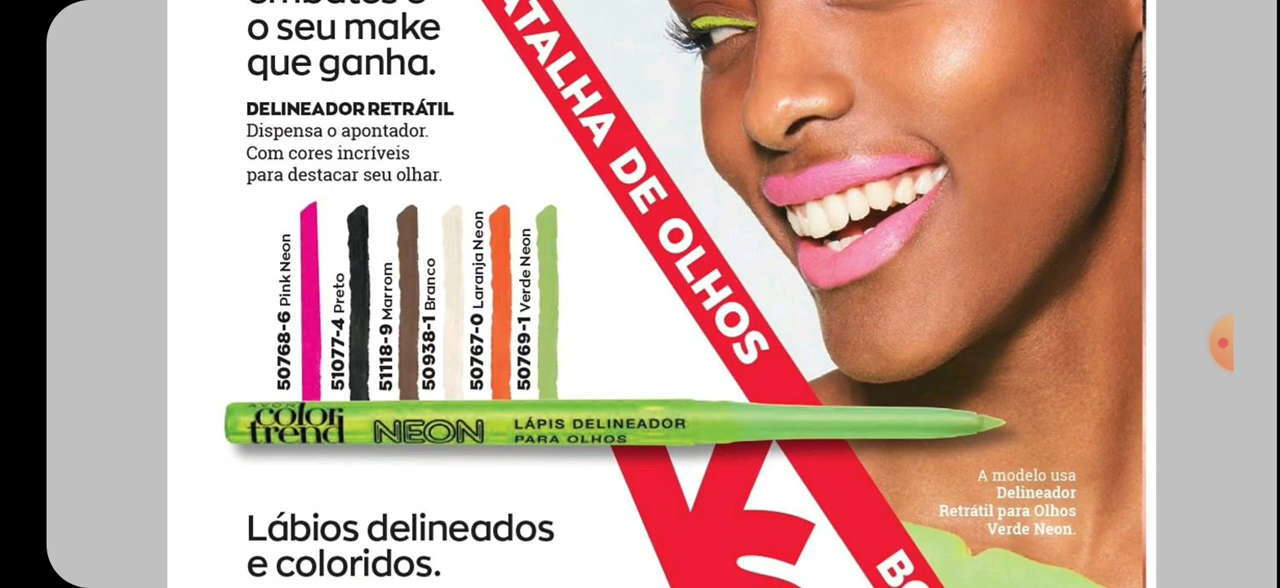 o seu make
que ganha.
DELINEADOR RETRÁTIL
Dispensa o apontador.
Com cores incríveis
para destacar seu olhar.
50768-6 Pink Neon
51077-4 Preto
51118-9 Marrom
50938-1 Branco
50767-0 Laranja Neon
50769-1 Verde Neon
color
trend
NEON
LÁPIS DELINEADOR
PARA OLHOS
Lábios delineados
e coloridos.
ATALHA DE OLHOS
A modelo usa
Delineador
Retrátil para Olhos
Verde Neon.